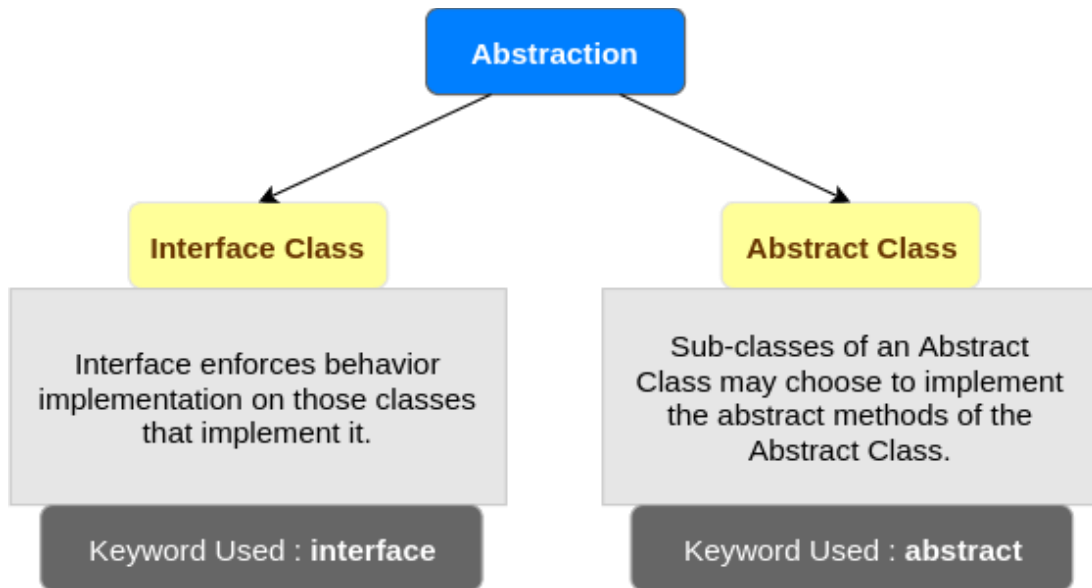 Abstraction
Interface Class
Abstract Class
Interface enforces behavior
implementation on those classes
that implement it.
Sub-classes of an Abstract
Class may choose to implement
the abstract methods of the
Abstract Class.
Keyword Used : interface
Keyword Used : abstract